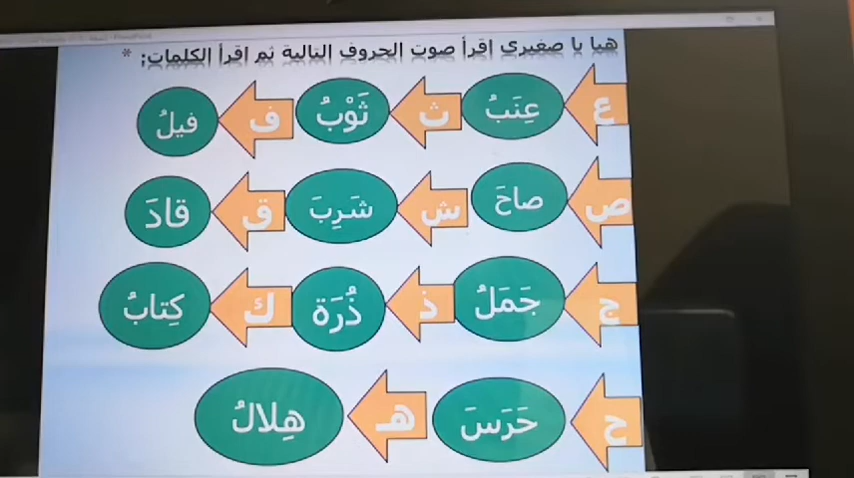 هيا يا صغيري اقرأ صوت الحروف التالية ثم اقرأ الكلمات: *
ع عِنَبُ ث ثَوْبُ ف فيلُ
ص صاحَ ش شَرِبَ ق قادَ
ج جَمَلُ ذ ذُرَة ك كِتابُ
ح حَرَسَ هـ هِلالُ